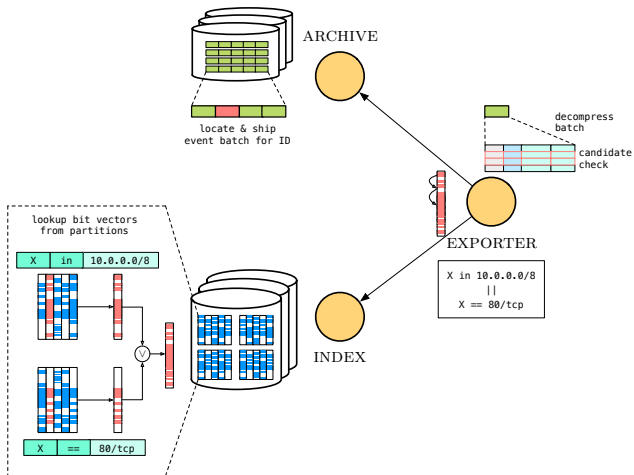 ARCHIVE
locate & ship
event batch for ID
decompress
batch
candidate
check
EXPORTER
X in 10.0.0.0/8
||
X == 80/tcp
lookup bit vectors
from partitions
X in 10.0.0.0/8
∨
X == 80/tcp
INDEX